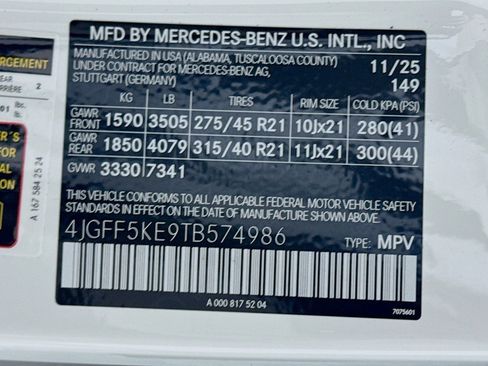 MFD BY MERCEDES-BENZ U.S. INTL., INC
MANUFACTURED IN USA (ALABAMA, TUSCALOOSA COUNTY)
UNDER CONTRACT FOR MERCEDES-BENZ AG,
STUTTGART (GERMANY)
11/25
149
KG LB TIRES RIM SIZE COLD KPA (PSI)
GAWR FRONT 1590 3505 275/45 R21 10Jx21 280(41)
GAWR REAR 1850 4079 315/40 R21 11Jx21 300(44)
GVWR 3330 7341
THIS VEHICLE CONFORMS TO ALL APPLICABLE FEDERAL MOTOR VEHICLE SAFETY
STANDARDS IN EFFECT ON THE DATE OF MANUFACTURE SHOWN ABOVE.
4JGFF5KE9TB574986 TYPE: MPV
A 000 817 52 04
7075601
2
lbs.
A 167 584 25 24